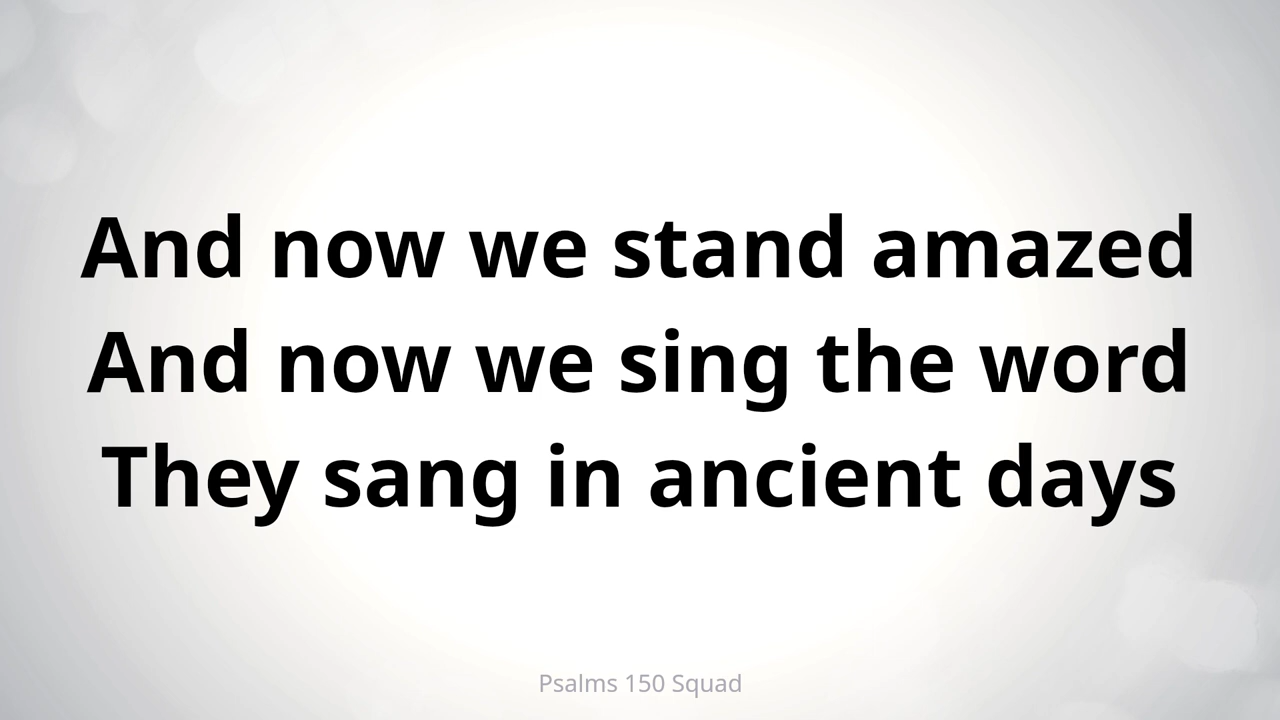 And now we stand amazed
And now we sing the word
They sang in ancient days
Psalms 150 Squad